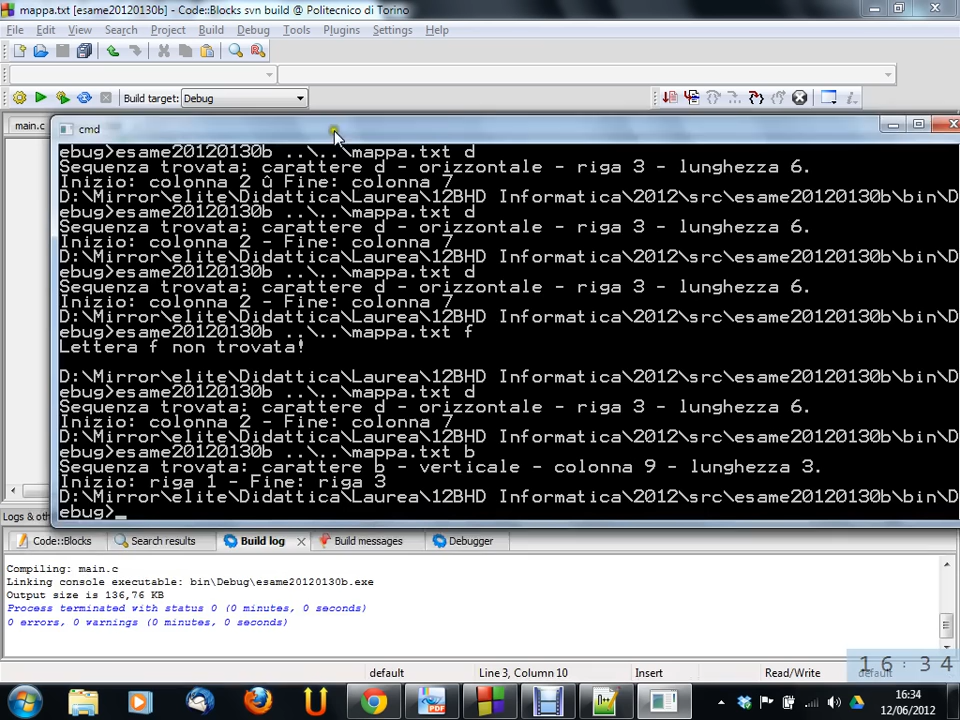 mappa.txt [esame20120130b] - Code::Blocks svn build @ Politecnico di Torino
File Edit View Search Project Build Debug Tools Plugins Settings Help
Build target: Debug
main.c
cmd
ebug>esame20120130b ..\..\mappa.txt d
Sequenza trovata: carattere d - orizzontale - riga 3 - lunghezza 6.
Inizio: colonna 2 û Fine: colonna 7
D:\Mirror\elite\Didattica\Laurea\12BHD Informatica\2012\src\esame20120130b\bin\D
ebug>esame20120130b ..\..\mappa.txt d
Sequenza trovata: carattere d - orizzontale - riga 3 - lunghezza 6.
Inizio: colonna 2 - Fine: colonna 7
D:\Mirror\elite\Didattica\Laurea\12BHD Informatica\2012\src\esame20120130b\bin\D
ebug>esame20120130b ..\..\mappa.txt d
Sequenza trovata: carattere d - orizzontale - riga 3 - lunghezza 6.
Inizio: colonna 2 - Fine: colonna 7
D:\Mirror\elite\Didattica\Laurea\12BHD Informatica\2012\src\esame20120130b\bin\D
ebug>esame20120130b ..\..\mappa.txt f
Lettera f non trovata!
D:\Mirror\elite\Didattica\Laurea\12BHD Informatica\2012\src\esame20120130b\bin\D
ebug>esame20120130b ..\..\mappa.txt d
Sequenza trovata: carattere d - orizzontale - riga 3 - lunghezza 6.
Inizio: colonna 2 - Fine: colonna 7
D:\Mirror\elite\Didattica\Laurea\12BHD Informatica\2012\src\esame20120130b\bin\D
ebug>esame20120130b ..\..\mappa.txt b
Sequenza trovata: carattere b - verticale - colonna 9 - lunghezza 3.
Inizio: riga 1 - Fine: riga 3
D:\Mirror\elite\Didattica\Laurea\12BHD Informatica\2012\src\esame20120130b\bin\D
ebug>_
Logs & oth
Code::Blocks Search results Build log Build messages Debugger
Compiling: main.c
Linking console executable: bin\Debug\esame20120130b.exe
Output size is 136,76 KB
Process terminated with status 0 (0 minutes, 0 seconds)
0 errors, 0 warnings (0 minutes, 0 seconds)
16:34
default Line 3, Column 10 Insert Read/Write default
16:34
12/06/2012